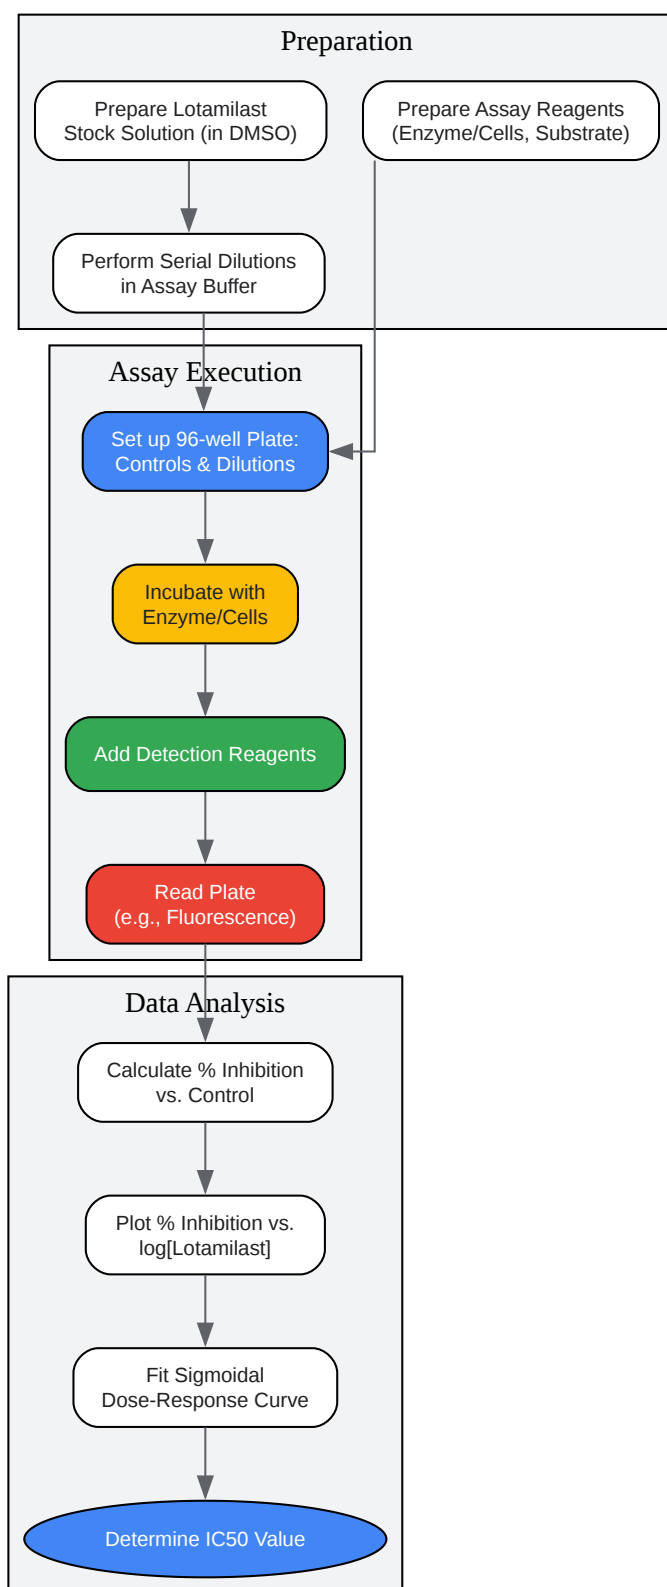 Preparation
Prepare Lotamilast
Stock Solution (in DMSO)
Prepare Assay Reagents
(Enzyme/Cells, Substrate)
Perform Serial Dilutions
in Assay Buffer
Assay Execution
Set up 96-well Plate:
Controls & Dilutions
Incubate with
Enzyme/Cells
Add Detection Reagents
Read Plate
(e.g., Fluorescence)
Data Analysis
Calculate % Inhibition
vs. Control
Plot % Inhibition vs.
log[Lotamilast]
Fit Sigmoidal
Dose-Response Curve
Determine IC50 Value